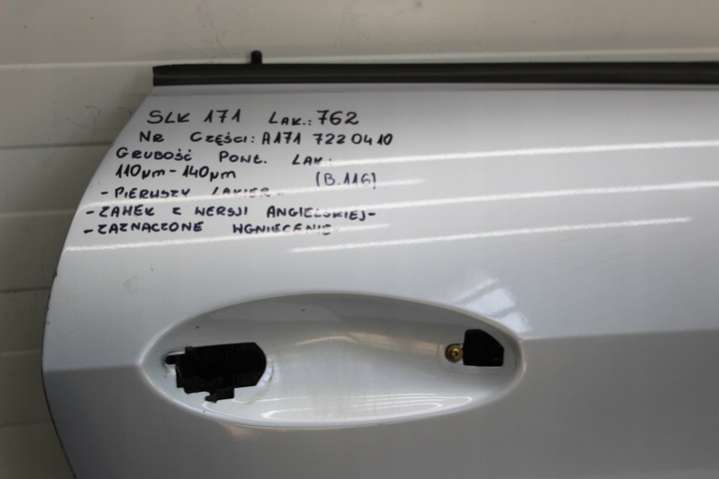 SLK 171 LAK.: 762
NR CZĘŚCI: A171 722 04 10
GRUBOŚĆ POWŁ. LAK.:
110µm - 140µm (B.116)
- PIERWSZY LAKIER -
- ZAMEK Z WERSJI ANGIELSKIEJ -
- ZAZNACZONE WGNIECENIE